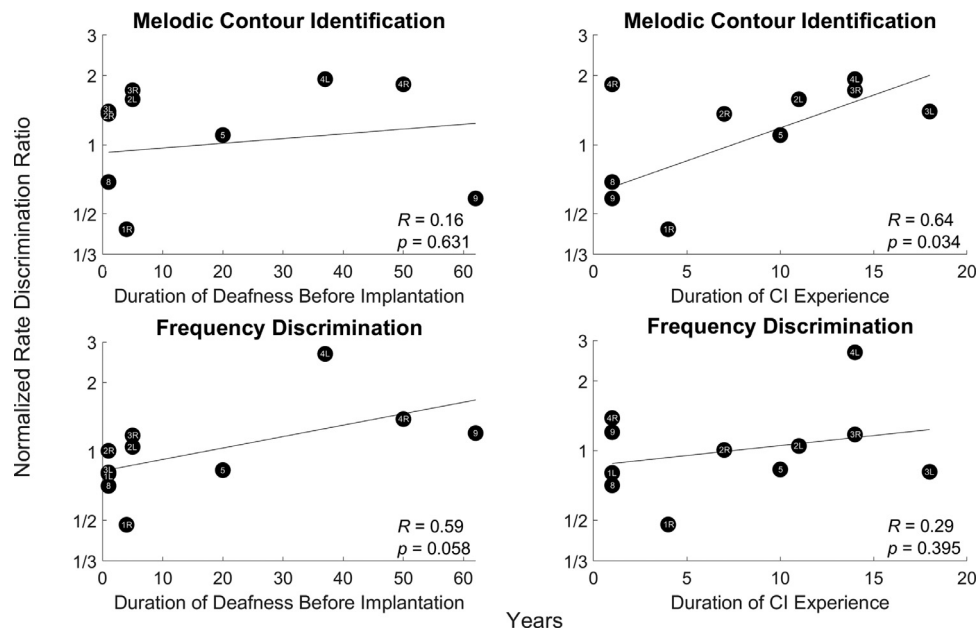 Melodic Contour Identification
Melodic Contour Identification
Normalized Rate Discrimination Ratio
3
2
1
1/2
1/3
3L
2R
3R
2L
4L
4R
5
8
1R
9
R = 0.16
p = 0.631
0 10 20 30 40 50 60
Duration of Deafness Before Implantation
3
2
1
1/2
1/3
4R
8
9
1R
2R
5
2L
4L
3R
3L
R = 0.64
p = 0.034
0 5 10 15 20
Duration of CI Experience
Frequency Discrimination
3
2
1
1/2
1/3
2R
3L
1L
8
3R
2L
1R
5
4L
4R
9
R = 0.59
p = 0.058
0 10 20 30 40 50 60
Duration of Deafness Before Implantation
Frequency Discrimination
3
2
1
1/2
1/3
4R
9
1L
8
1R
2R
5
2L
4L
3R
3L
R = 0.29
p = 0.395
0 5 10 15 20
Duration of CI Experience
Years